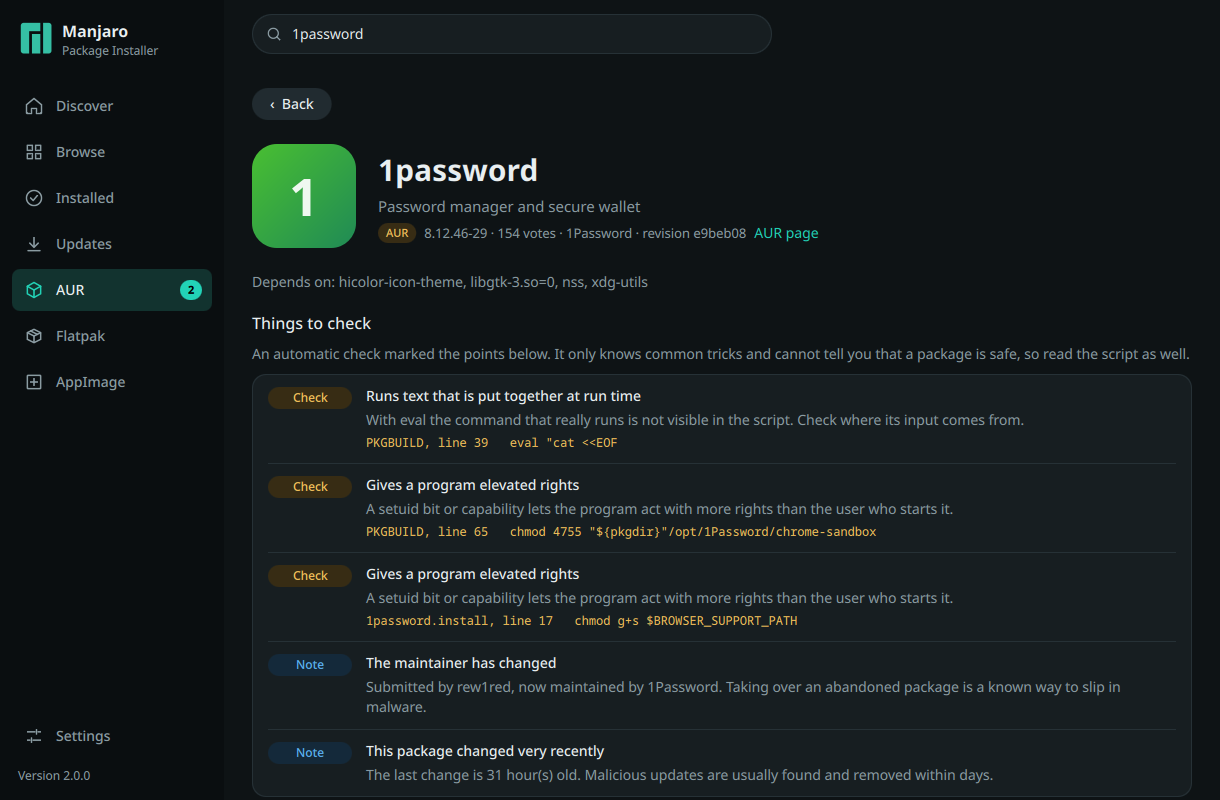 Manjaro
Package Installer
1password
Discover
Browse
Installed
Updates
AUR 2
Flatpak
AppImage
Settings
Version 2.0.0
‹ Back
1
1password
Password manager and secure wallet
AUR 8.12.46-29 · 154 votes · 1Password · revision e9beb08 AUR page
Depends on: hicolor-icon-theme, libgtk-3.so=0, nss, xdg-utils
Things to check
An automatic check marked the points below. It only knows common tricks and cannot tell you that a package is safe, so read the script as well.
Check Runs text that is put together at run time
With eval the command that really runs is not visible in the script. Check where its input comes from.
PKGBUILD, line 39 eval "cat <<EOF
Check Gives a program elevated rights
A setuid bit or capability lets the program act with more rights than the user who starts it.
PKGBUILD, line 65 chmod 4755 "${pkgdir}"/opt/1Password/chrome-sandbox
Check Gives a program elevated rights
A setuid bit or capability lets the program act with more rights than the user who starts it.
1password.install, line 17 chmod g+s $BROWSER_SUPPORT_PATH
Note The maintainer has changed
Submitted by rew1red, now maintained by 1Password. Taking over an abandoned package is a known way to slip in
malware.
Note This package changed very recently
The last change is 31 hour(s) old. Malicious updates are usually found and removed within days.